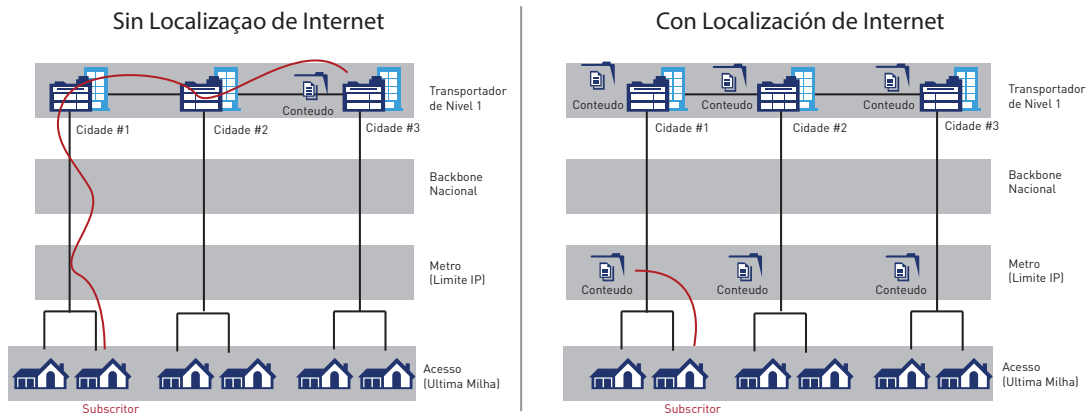 Sin Localizaçao de Internet
Conteudo
Transportador
de Nivel 1
Cidade #1
Cidade #2
Cidade #3
Backbone
Nacional
Metro
(Limite IP)
Acesso
(Ultima Milha)
Subscritor
Con Localización de Internet
Conteudo
Conteudo
Conteudo
Transportador
de Nivel 1
Cidade #1
Cidade #2
Cidade #3
Backbone
Nacional
Conteudo
Conteudo
Conteudo
Metro
(Limite IP)
Acesso
(Ultima Milha)
Subscritor